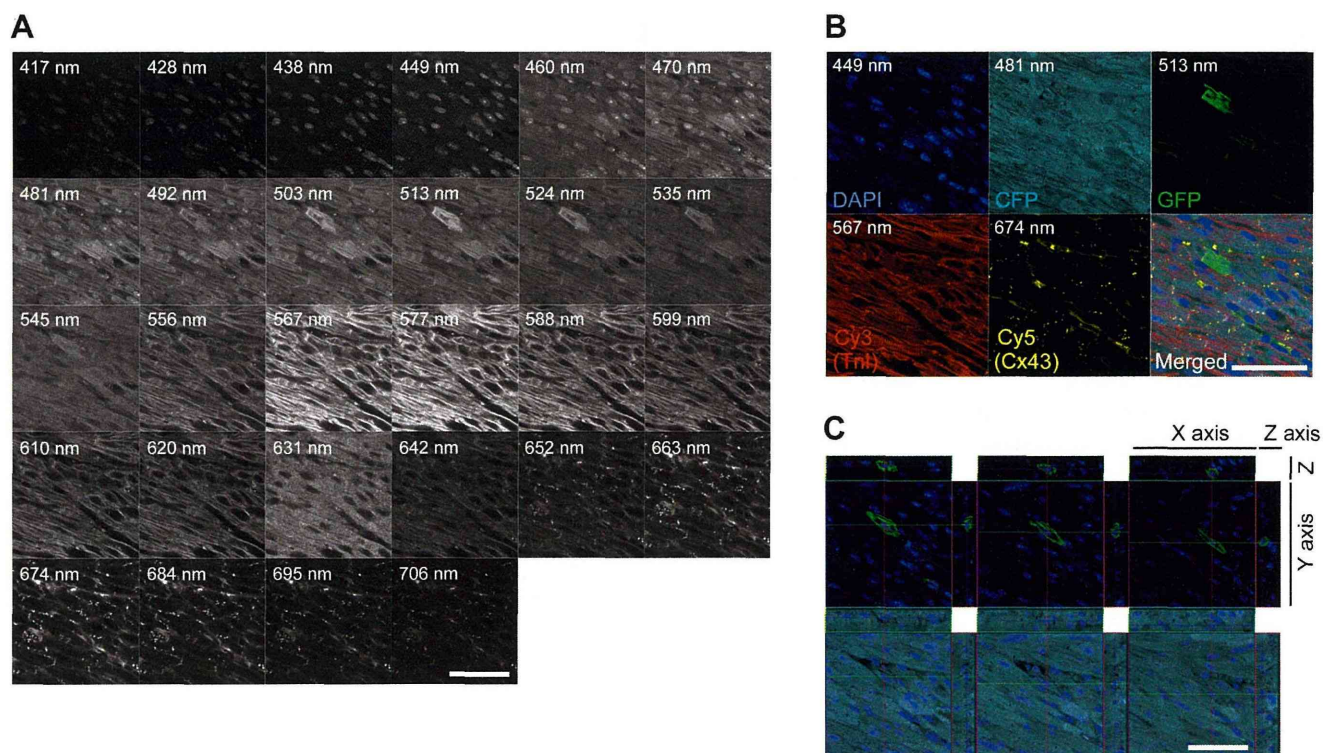 A
417 nm 428 nm 438 nm 449 nm 460 nm 470 nm
481 nm 492 nm 503 nm 513 nm 524 nm 535 nm
545 nm 556 nm 567 nm 577 nm 588 nm 599 nm
610 nm 620 nm 631 nm 642 nm 652 nm 663 nm
674 nm 684 nm 695 nm 706 nm
B
449 nm 481 nm 513 nm
DAPI CFP GFP
567 nm 674 nm
Cy3 Cy5
(TnI) (Cx43) Merged
C
X axis Z axis
Z
Y axis